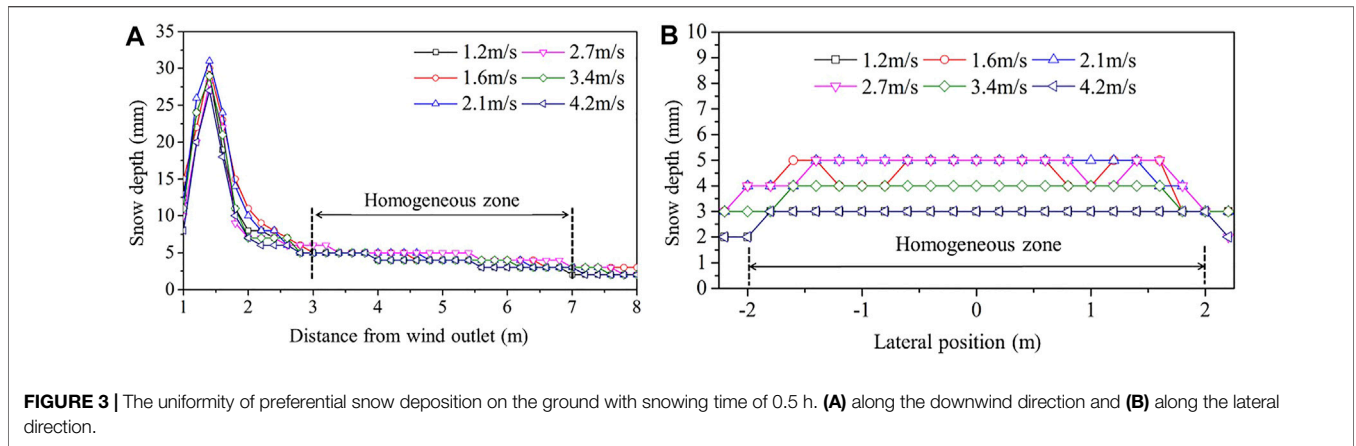 A
35
30
25
20
15
10
5
0
Snow depth (mm)
1.2m/s 2.7m/s
1.6m/s 3.4m/s
2.1m/s 4.2m/s
Homogeneous zone
1 2 3 4 5 6 7 8
Distance from wind outlet (m)
B
10
9
8
7
6
5
4
3
2
1
0
Snow depth (mm)
1.2m/s 1.6m/s 2.1m/s
2.7m/s 3.4m/s 4.2m/s
Homogeneous zone
-2 -1 0 1 2
Lateral position (m)
FIGURE 3 | The uniformity of preferential snow deposition on the ground with snowing time of 0.5 h. (A) along the downwind direction and (B) along the lateral
direction.